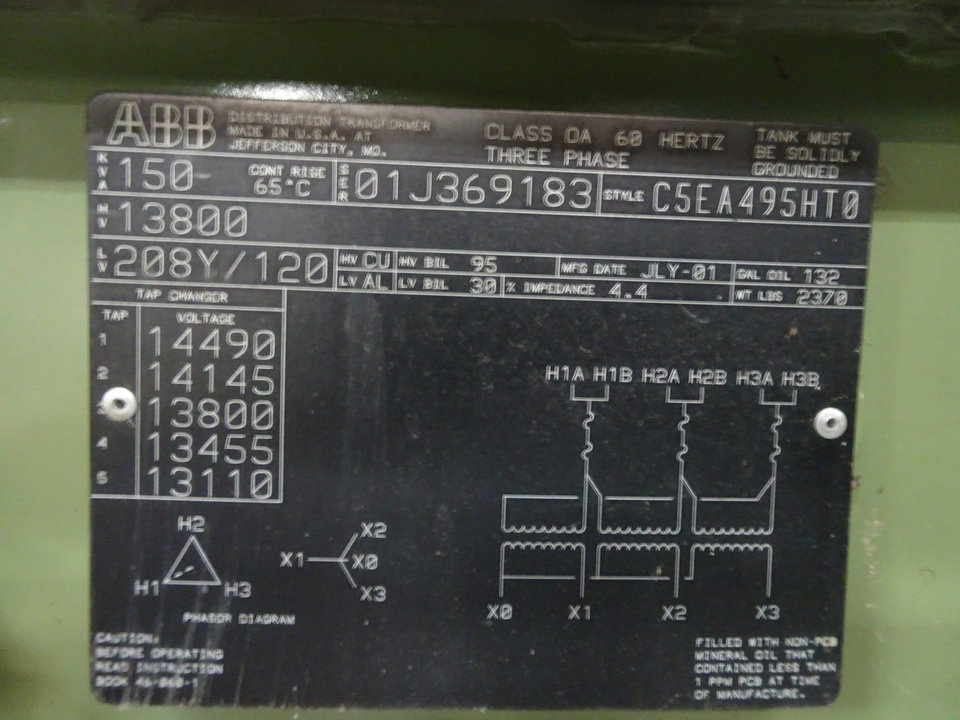 ABB DISTRIBUTION TRANSFORMER
MADE IN U.S.A. AT
JEFFERSON CITY, MO.
CLASS OA 60 HERTZ
THREE PHASE
TANK MUST
BE SOLIDLY
GROUNDED
KVA 150 CONT RISE 65°C SER 01J369183 STYLE C5EA495HT0
HV 13800
LV 208Y/120 HV CU HV BIL 95 MFG DATE JLY-01 GAL OIL 132
LV AL LV BIL 30 % IMPEDANCE 4.4 WT LBS 2370
TAP CHANGER
TAP VOLTAGE
1 14490
2 14145
3 13800
4 13455
5 13110
H1A H1B H2A H2B H3A H3B
H2
H1 H3
X2
X1 X0
X3
PHASOR DIAGRAM
X0 X1 X2 X3
CAUTION:
BEFORE OPERATING
READ INSTRUCTION
BOOK 46-060-1
FILLED WITH NON-PCB
MINERAL OIL THAT
CONTAINED LESS THAN
1 PPM PCB AT TIME
OF MANUFACTURE.